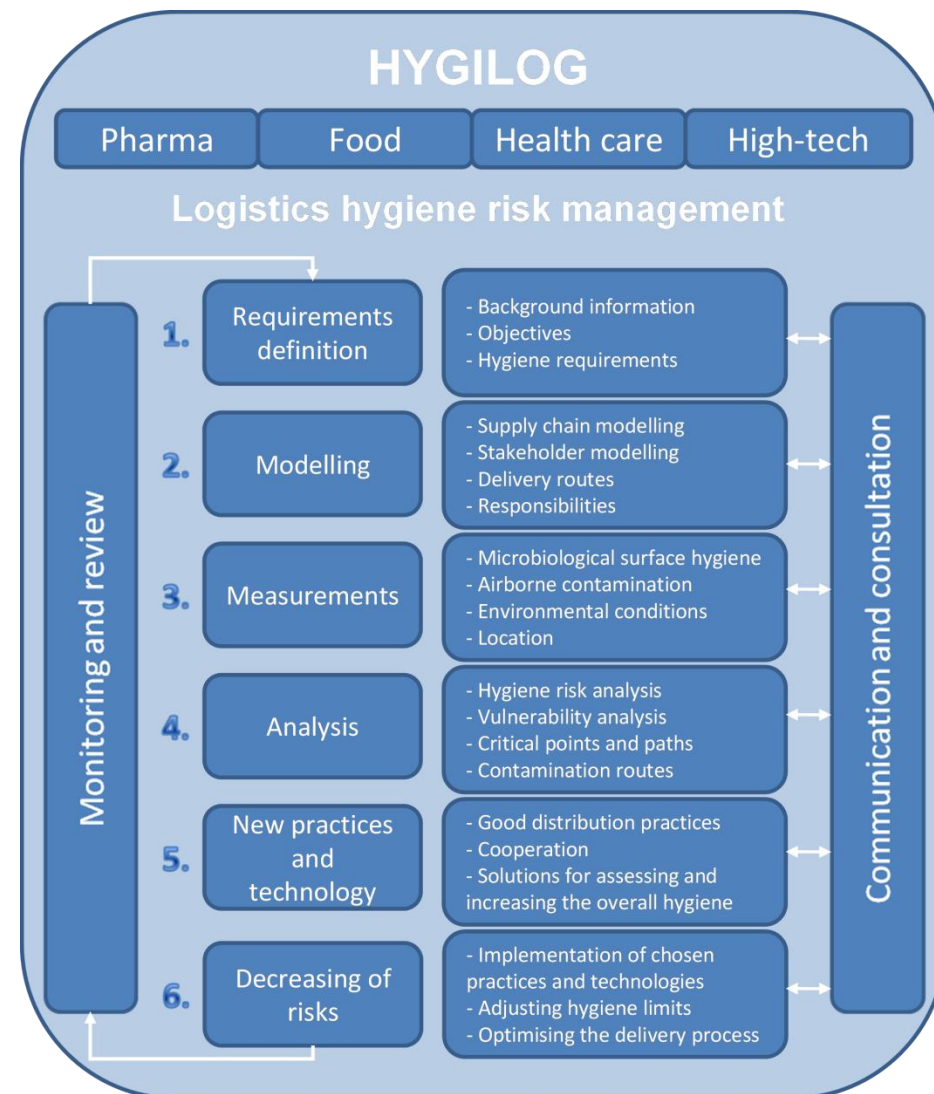 HYGILOG
Pharma
Food
Health care
High-tech
Logistics hygiene risk management
Monitoring and review
1.
Requirements
definition
- Background information
- Objectives
- Hygiene requirements
2.
Modelling
- Supply chain modelling
- Stakeholder modelling
- Delivery routes
- Responsibilities
3.
Measurements
- Microbiological surface hygiene
- Airborne contamination
- Environmental conditions
- Location
4.
Analysis
- Hygiene risk analysis
- Vulnerability analysis
- Critical points and paths
- Contamination routes
5.
New practices
and
technology
- Good distribution practices
- Cooperation
- Solutions for assessing and
increasing the overall hygiene
6.
Decreasing of
risks
- Implementation of chosen
practices and technologies
- Adjusting hygiene limits
- Optimising the delivery process
Communication and consultation